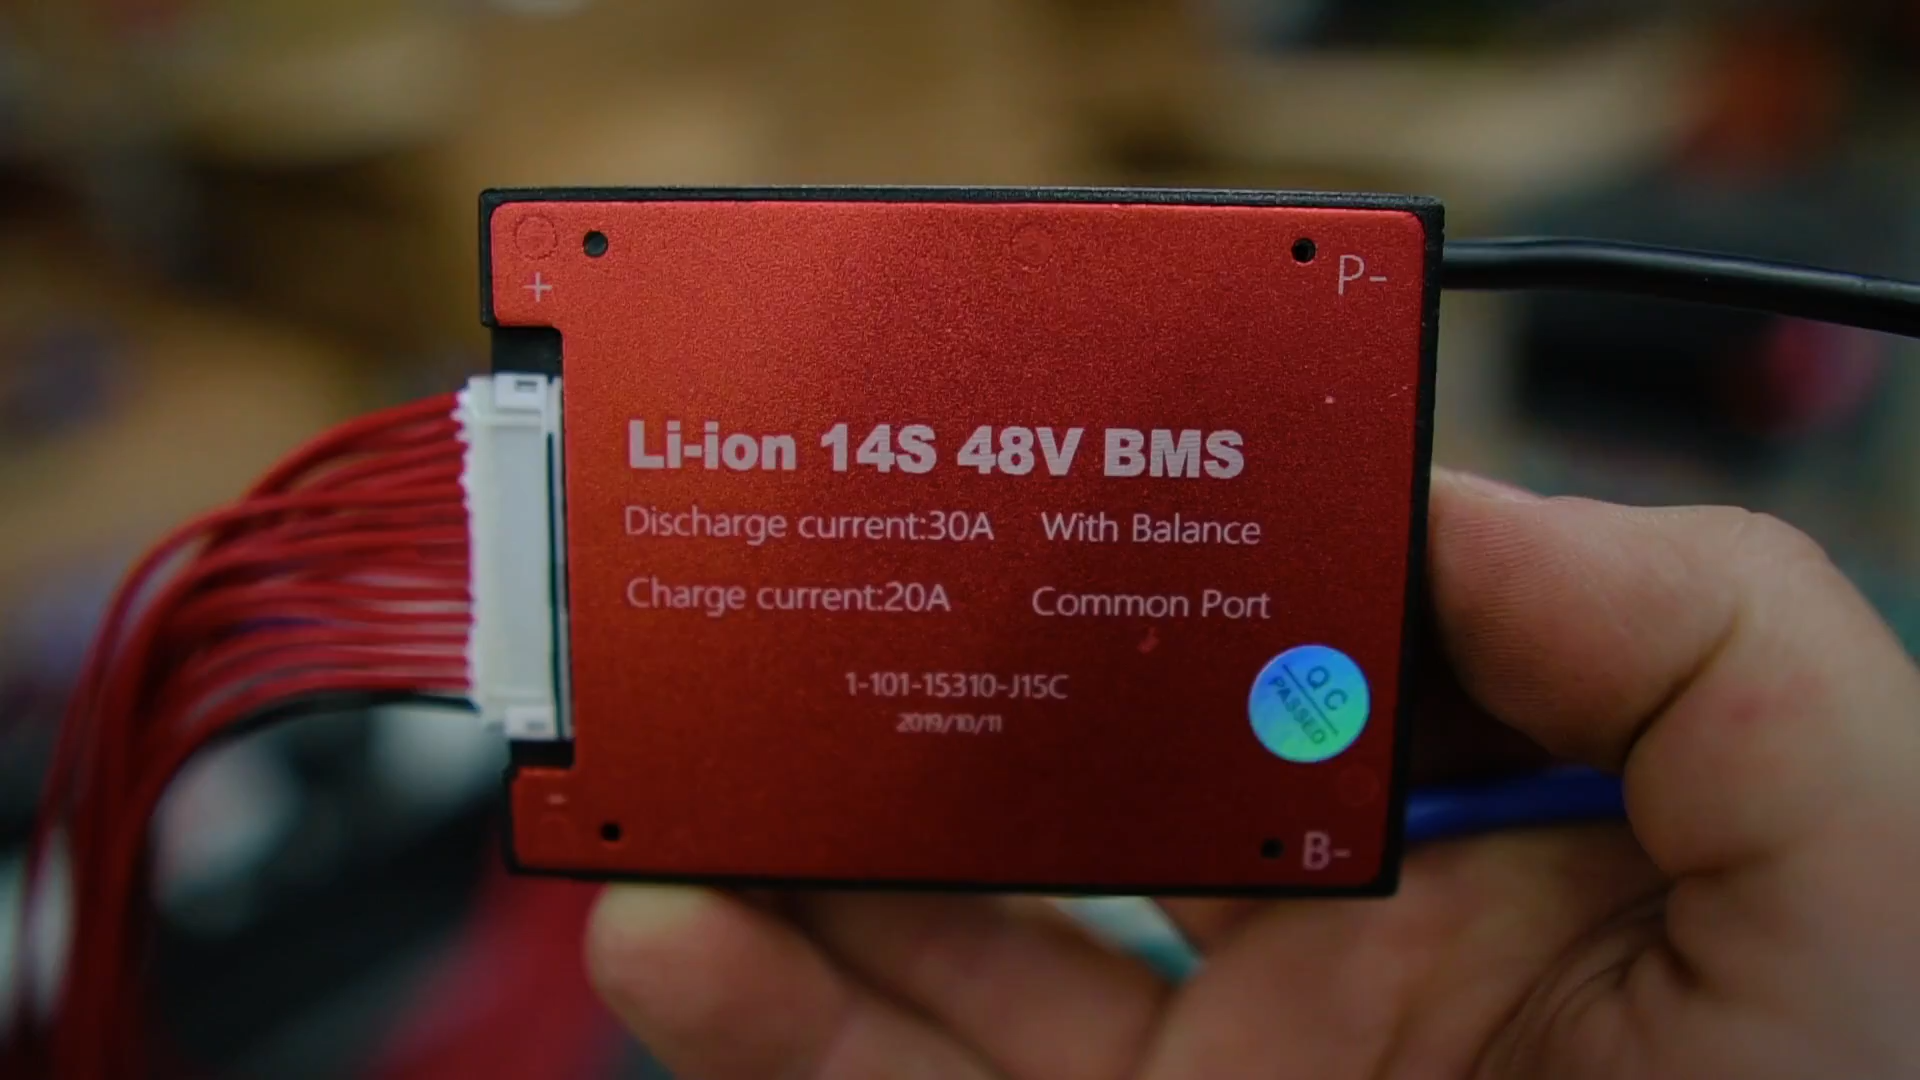 +
P-
Li-ion 14S 48V BMS
Discharge current:30A With Balance
Charge current:20A Common Port
1-101-15310-J15C
2019/10/11
QC
PASSED
-
B-